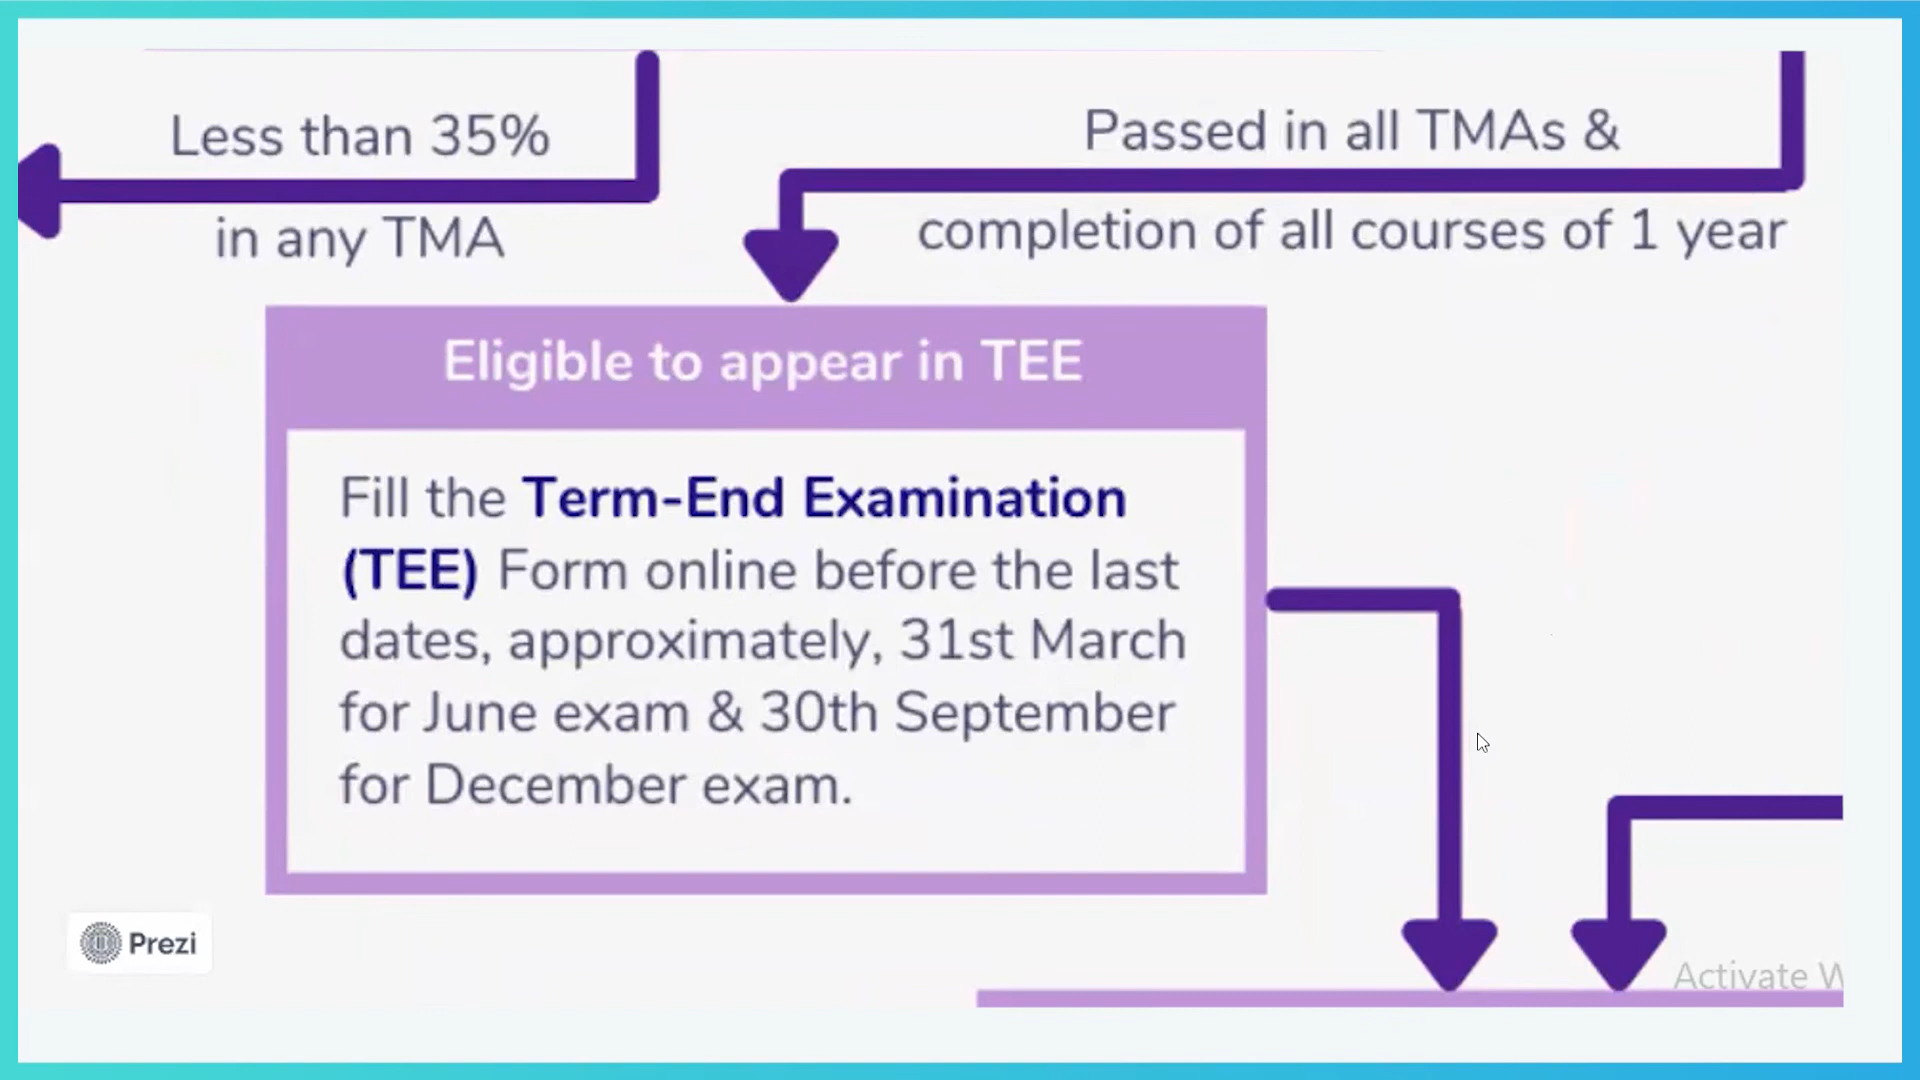 Less than 35%
in any TMA
Passed in all TMAs &
completion of all courses of 1 year
Eligible to appear in TEE
Fill the Term-End Examination
(TEE) Form online before the last
dates, approximately, 31st March
for June exam & 30th September
for December exam.
Prezi
Activate W